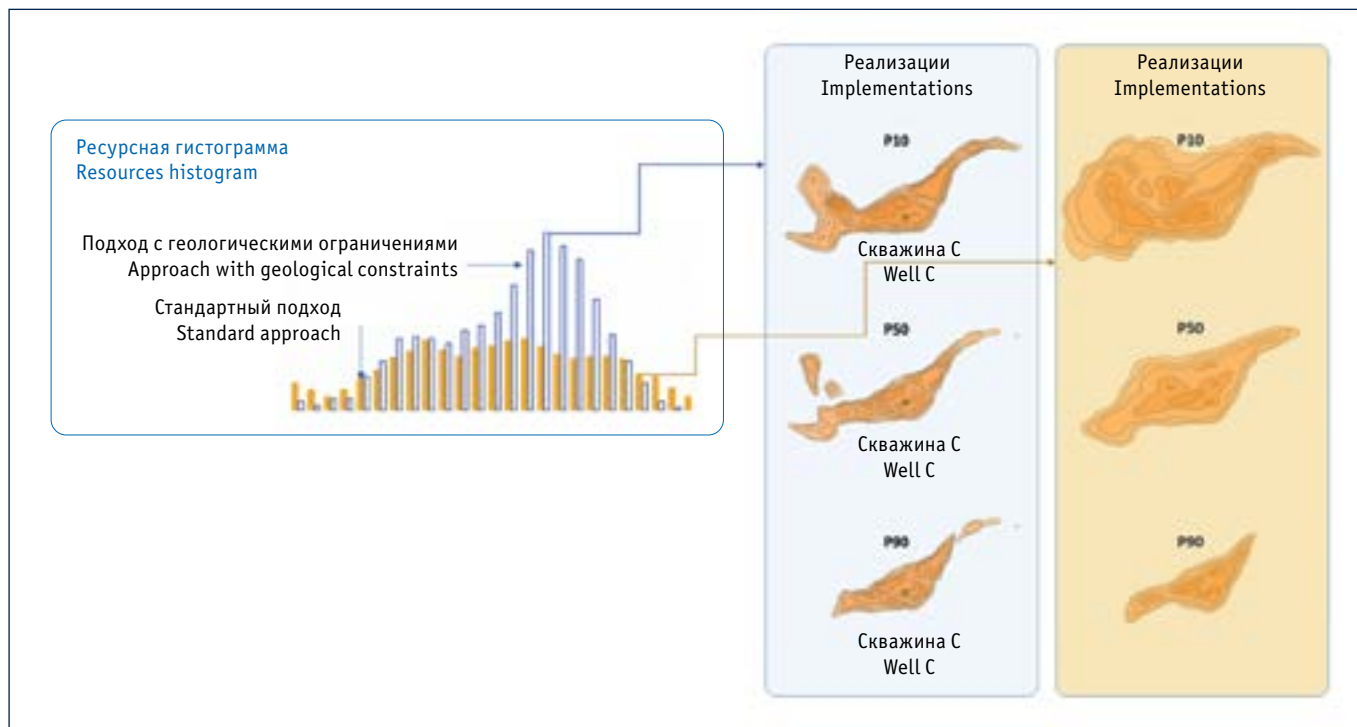 Ресурсная гистограмма
Resources histogram
Подход с геологическими ограничениями
Approach with geological constraints
Стандартный подход
Standard approach
Реализации
Implementations
P10
Скважина С
Well C
P50
Скважина С
Well C
P90
Скважина С
Well C
Реализации
Implementations
P10
P50
P90